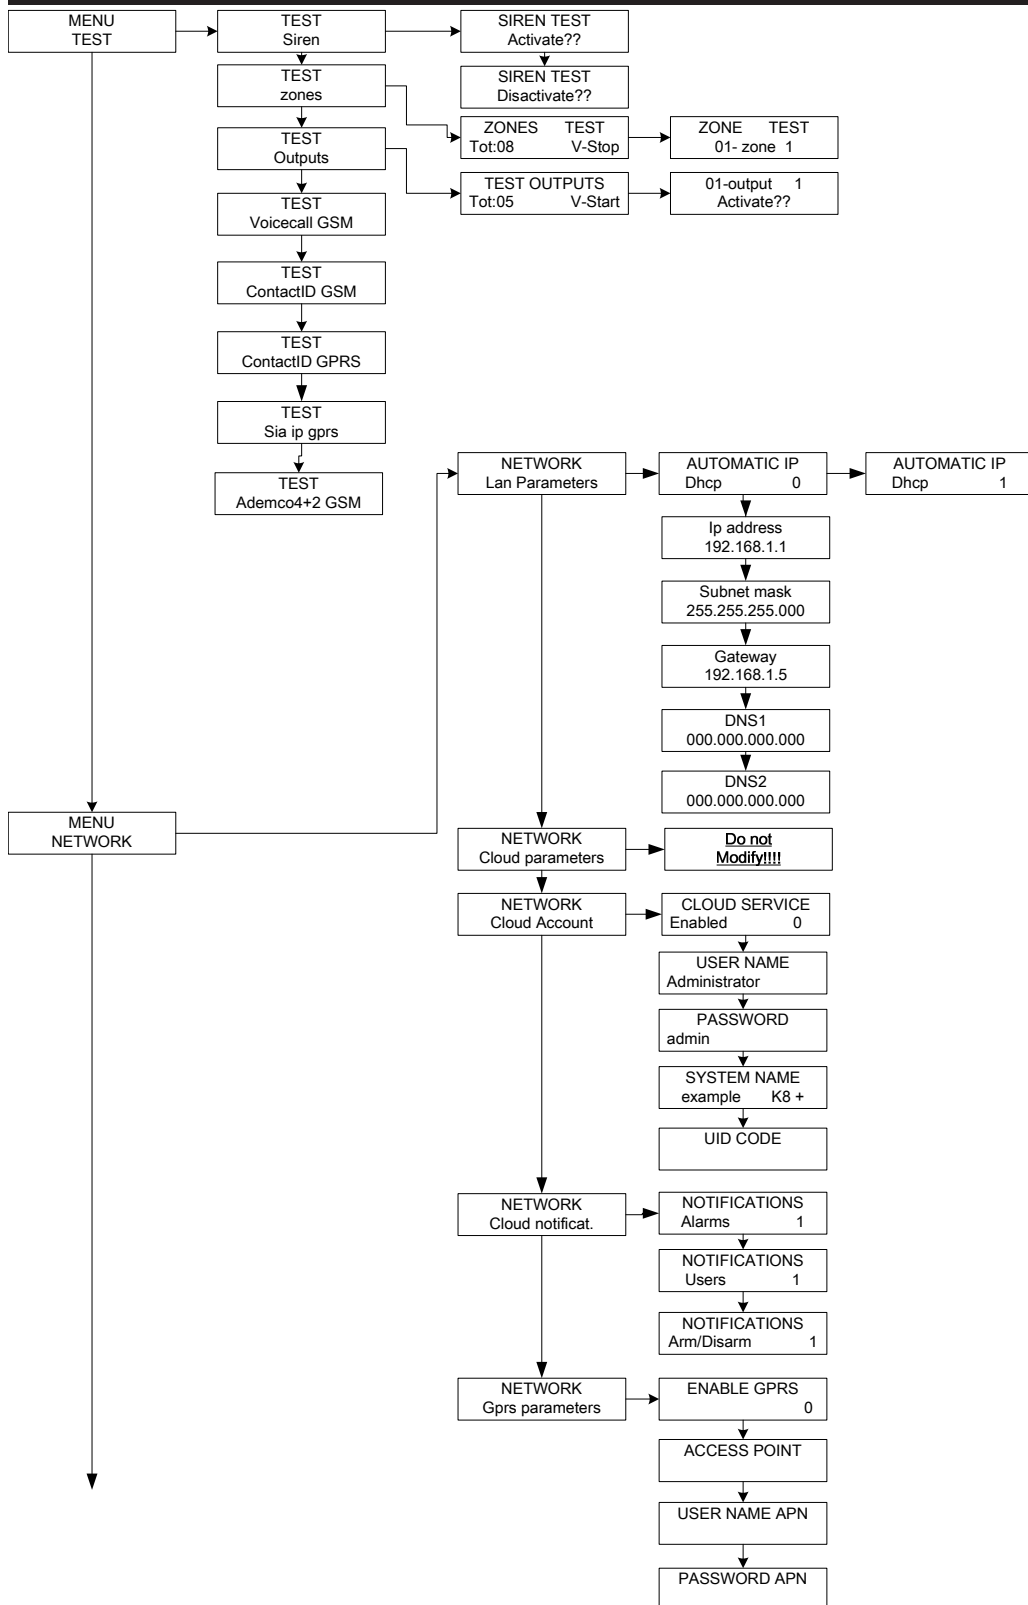 MENU
TEST
TEST
Siren
SIREN TEST
Activate??
SIREN TEST
Disactivate??
TEST
zones
ZONES TEST
Tot:08 V-Stop
ZONE TEST
01- zone 1
TEST
Outputs
TEST OUTPUTS
Tot:05 V-Start
01-output 1
Activate??
TEST
Voicecall GSM
TEST
ContactID GSM
TEST
ContactID GPRS
TEST
Sia ip gprs
TEST
Ademco4+2 GSM
MENU
NETWORK
NETWORK
Lan Parameters
AUTOMATIC IP
Dhcp 0
AUTOMATIC IP
Dhcp 1
Ip address
192.168.1.1
Subnet mask
255.255.255.000
Gateway
192.168.1.5
DNS1
000.000.000.000
DNS2
000.000.000.000
NETWORK
Cloud parameters
Do not
Modify!!!!
NETWORK
Cloud Account
CLOUD SERVICE
Enabled 0
USER NAME
Administrator
PASSWORD
admin
SYSTEM NAME
example K8 +
UID CODE
NETWORK
Cloud notificat.
NOTIFICATIONS
Alarms 1
NOTIFICATIONS
Users 1
NOTIFICATIONS
Arm/Disarm 1
NETWORK
Gprs parameters
ENABLE GPRS
0
ACCESS POINT
USER NAME APN
PASSWORD APN